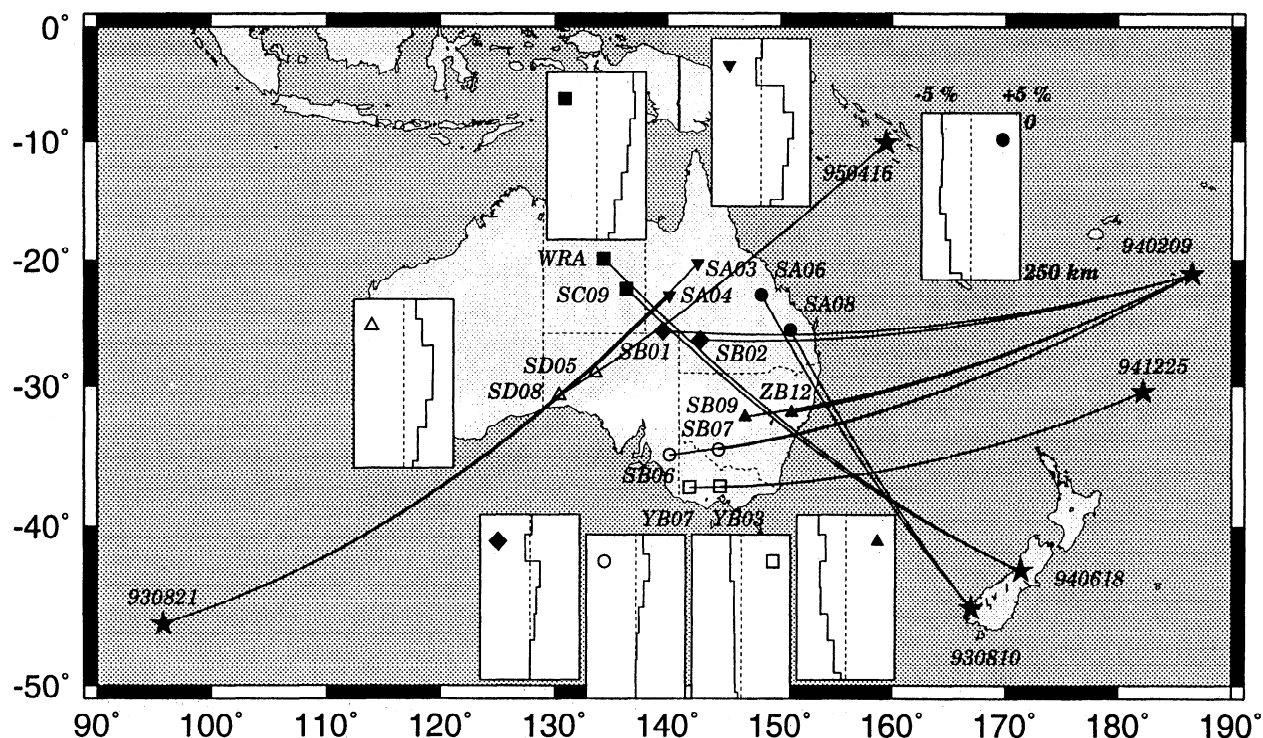 0°
-10°
-20°
-30°
-40°
-50°
-5 % +5 %
0
250 km
950416
940209
WRA
SA03
SA06
SC09
SA04
SA08
SB01
SB02
941225
SD05
SD08
ZB12
SB09
SB07
SB06
YB07 YB03
930821
940618
930810
90° 100° 110° 120° 130° 140° 150° 160° 170° 180° 190°